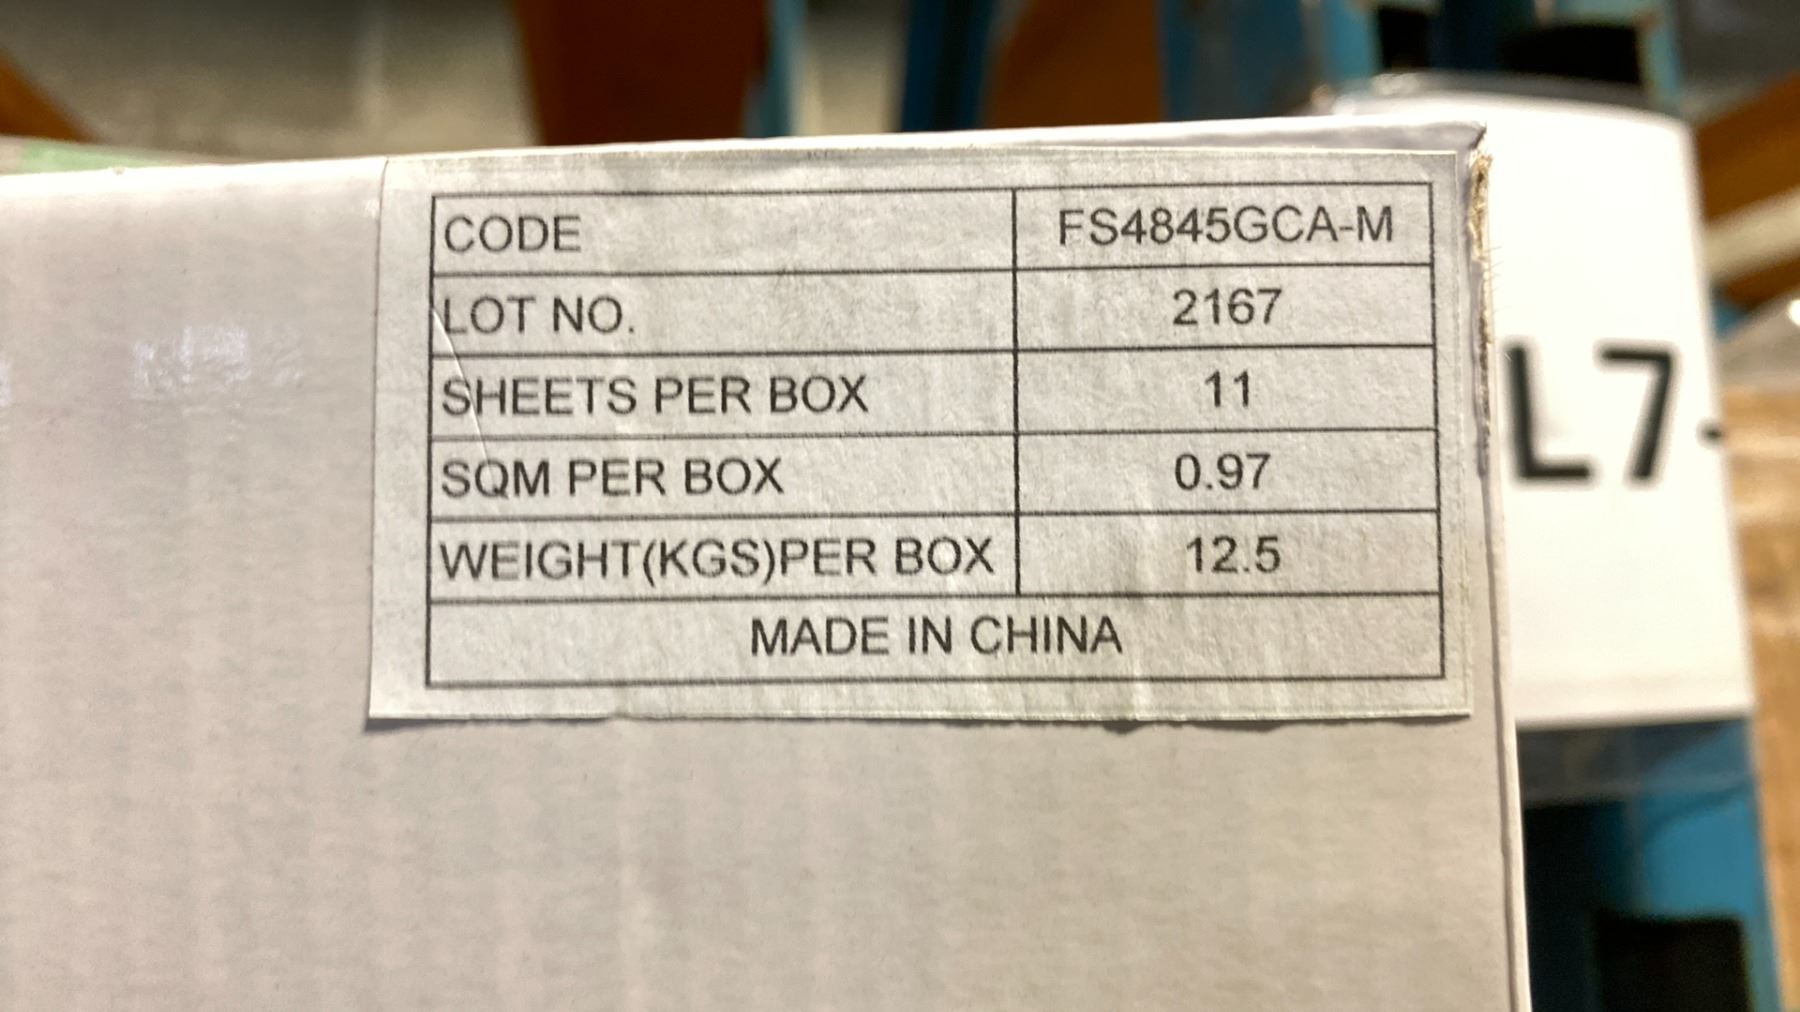 CODE FS4845GCA-M
LOT NO. 2167
SHEETS PER BOX 11
SQM PER BOX 0.97
WEIGHT(KGS)PER BOX 12.5
MADE IN CHINA
L7-